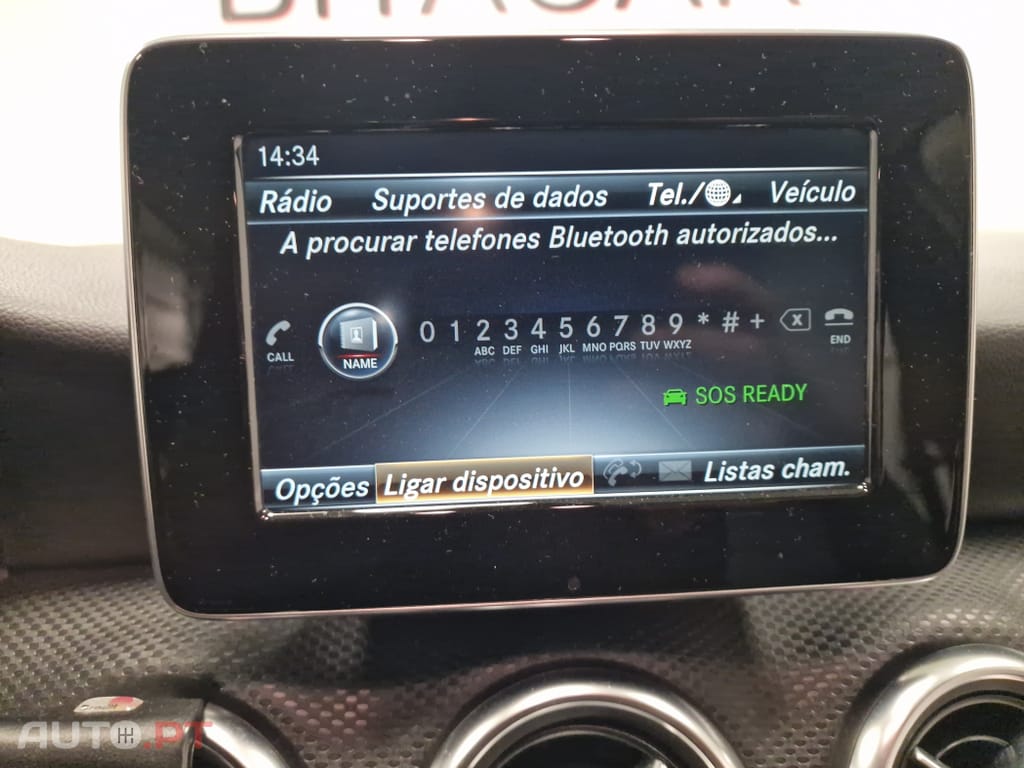 14:34
Rádio Suportes de dados Tel./ Veículo
A procurar telefones Bluetooth autorizados...
CALL NAME 0 1 2 3 4 5 6 7 8 9 * # + X END
ABC DEF GHI JKL MNO PQRS TUV WXYZ
SOS READY
Opções Ligar dispositivo Listas cham.
AUTO.PT